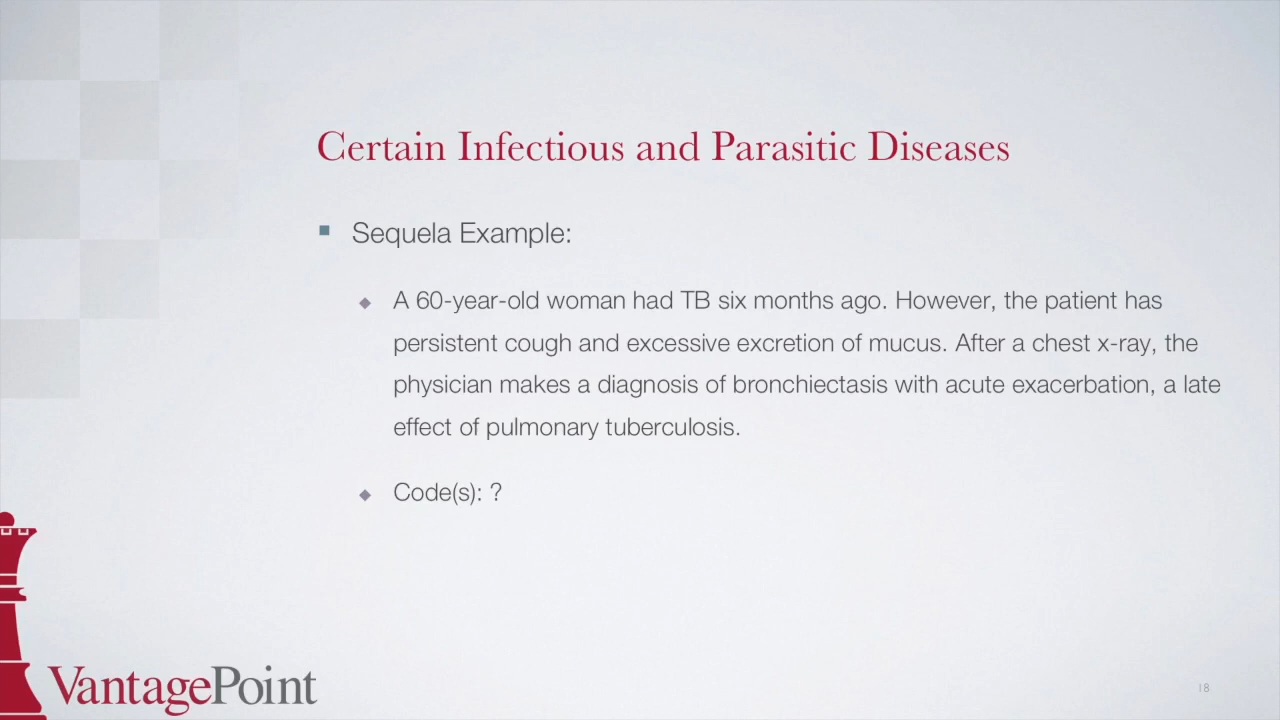 Certain Infectious and Parasitic Diseases
Sequela Example:
A 60-year-old woman had TB six months ago. However, the patient has
persistent cough and excessive excretion of mucus. After a chest x-ray, the
physician makes a diagnosis of bronchiectasis with acute exacerbation, a late
effect of pulmonary tuberculosis.
Code(s): ?
VantagePoint
18